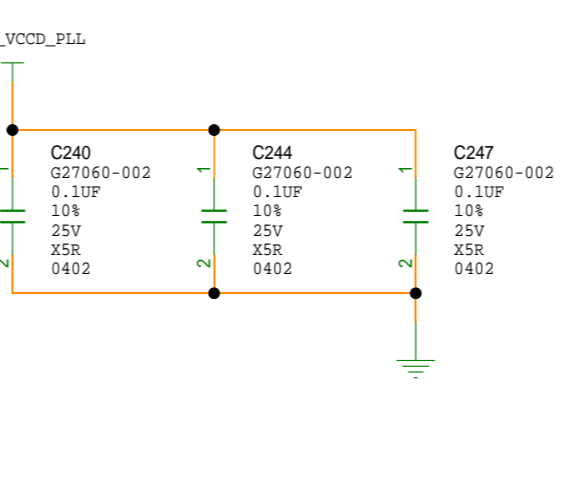 _VCCD_PLL
C240
G27060-002
0.1UF
10%
25V
X5R
0402
1
2
C244
G27060-002
0.1UF
10%
25V
X5R
0402
1
2
C247
G27060-002
0.1UF
10%
25V
X5R
0402
1
2